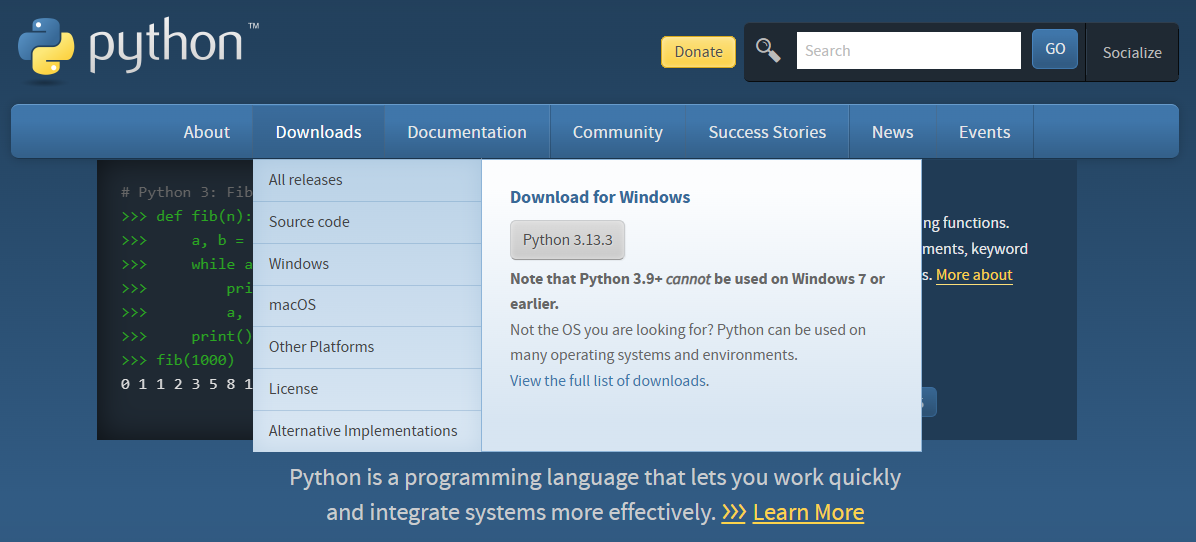 python™
Donate
Search
GO
Socialize
About
Downloads
Documentation
Community
Success Stories
News
Events
# Python 3: Fib
>>> def fib(n):
>>> a, b =
>>> while a
>>> pri
>>> a,
>>> print()
>>> fib(1000)
0 1 1 2 3 5 8 1
All releases
Source code
Windows
macOS
Other Platforms
License
Alternative Implementations
Download for Windows
Python 3.13.3
Note that Python 3.9+ cannot be used on Windows 7 or
earlier.
Not the OS you are looking for? Python can be used on
many operating systems and environments.
View the full list of downloads.
ng functions.
ments, keyword
s. More about
Python is a programming language that lets you work quickly
and integrate systems more effectively. >>> Learn More